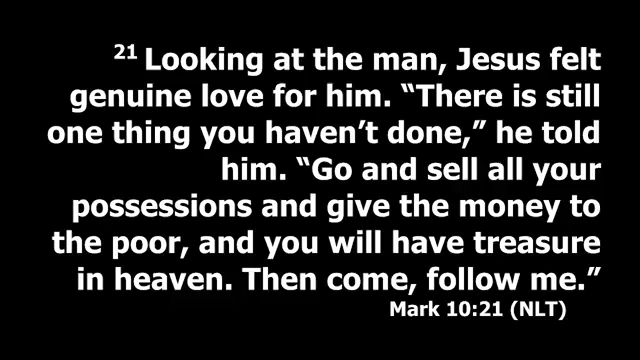 21 Looking at the man, Jesus felt
genuine love for him. “There is still
one thing you haven’t done,” he told
him. “Go and sell all your
possessions and give the money to
the poor, and you will have treasure
in heaven. Then come, follow me.”
Mark 10:21 (NLT)